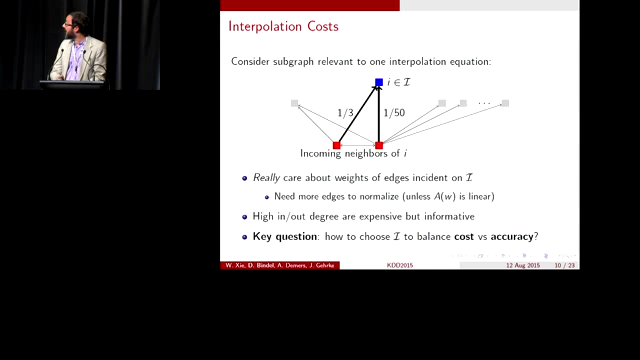 Interpolation Costs
Consider subgraph relevant to one interpolation equation:
i ∈ ℐ
1/3
1/50
...
Incoming neighbors of i
Really care about weights of edges incident on ℐ
Need more edges to normalize (unless A(w) is linear)
High in/out degree are expensive but informative
Key question: how to choose ℐ to balance cost vs accuracy?
W. Xie, D. Bindel, A. Demers, J. Gehrke
KDD2015
12 Aug 2015
10 / 23